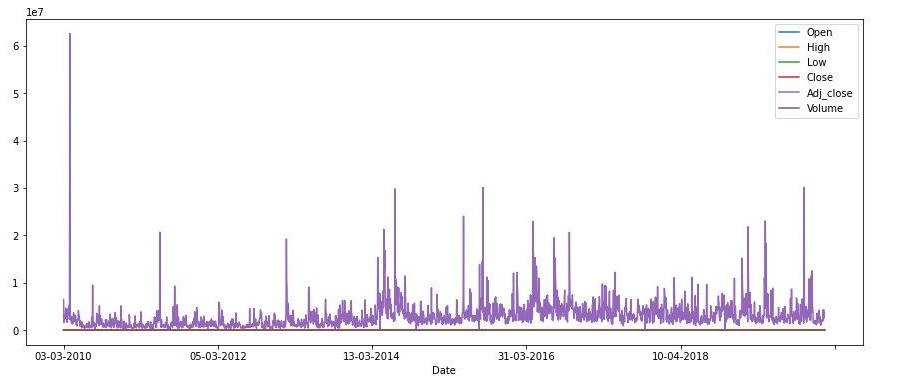 1e7
6
5
4
3
2
1
0
03-03-2010 05-03-2012 13-03-2014 31-03-2016 10-04-2018
Date
Open
High
Low
Close
Adj_close
Volume